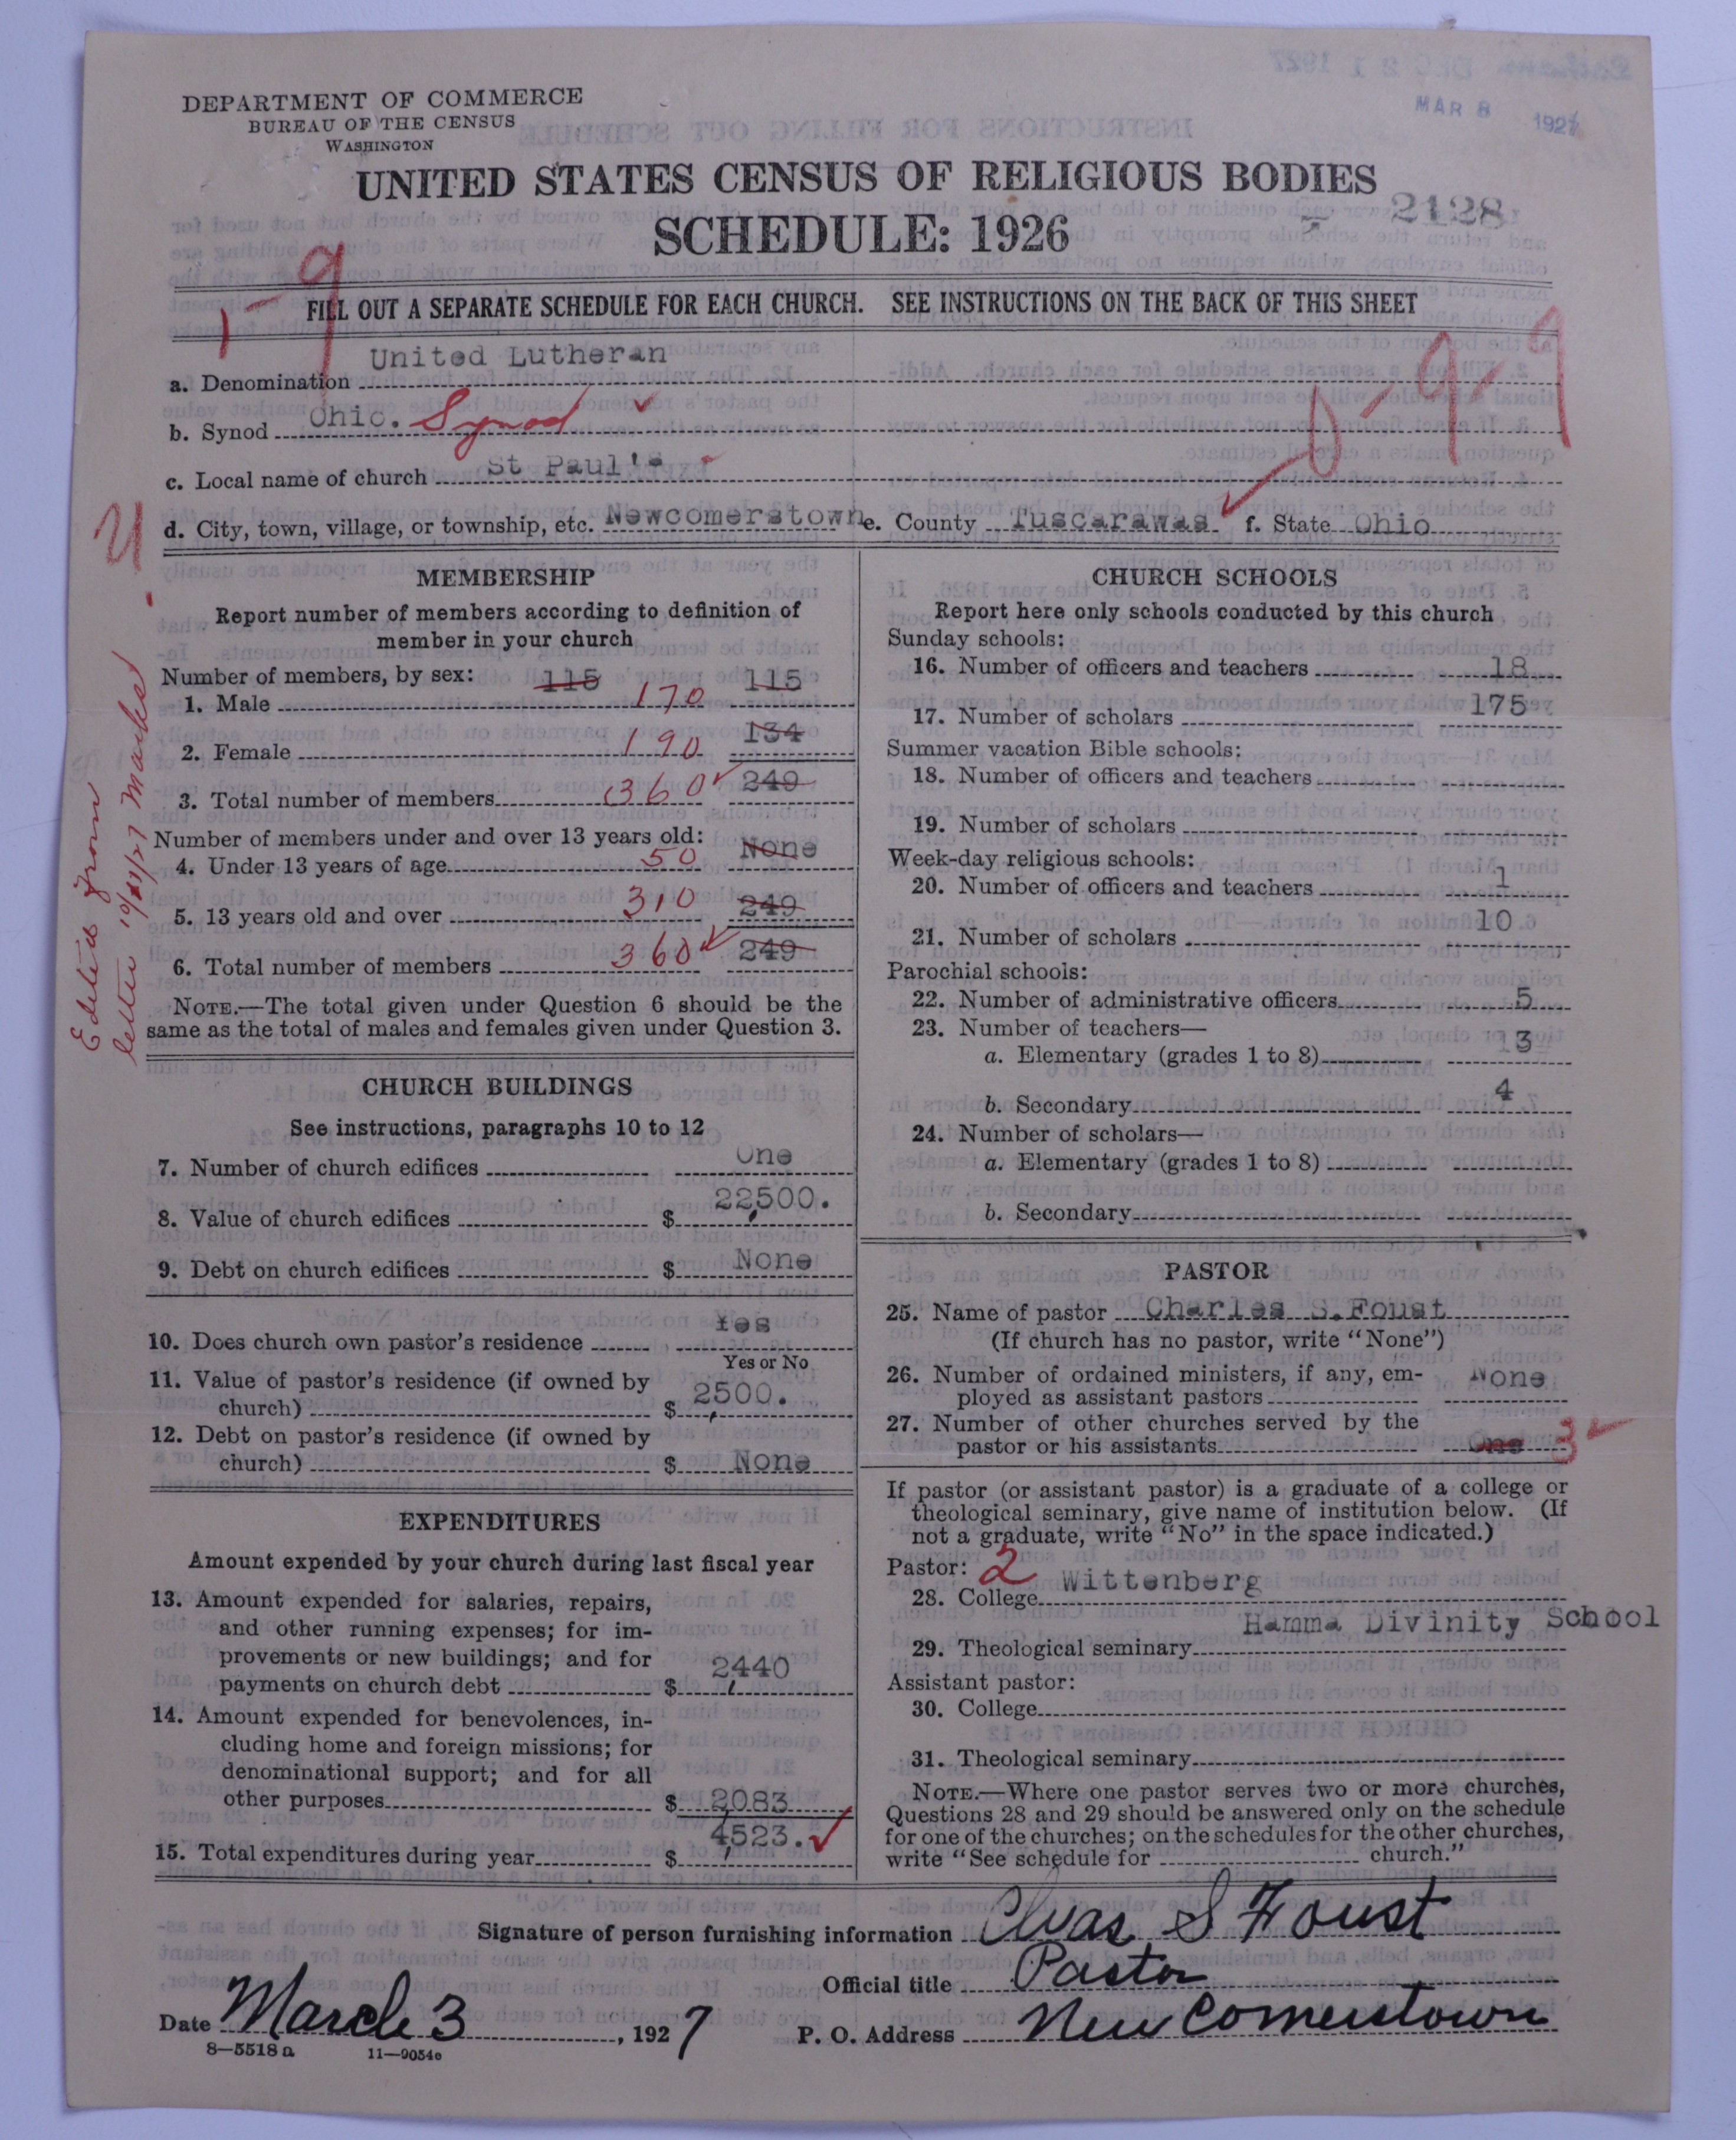 DEPARTMENT OF COMMERCE
BUREAU OF THE CENSUS
WASHINGTON
MAR 8 1927
UNITED STATES CENSUS OF RELIGIOUS BODIES
SCHEDULE: 1926
2128
1-9
FILL OUT A SEPARATE SCHEDULE FOR EACH CHURCH. SEE INSTRUCTIONS ON THE BACK OF THIS SHEET
a. Denomination United Lutheran
b. Synod Ohio. Synod
c. Local name of church St Paul's
d. City, town, village, or township, etc. Newcomerstown e. County Tuscarawas f. State Ohio
MEMBERSHIP
Report number of members according to definition of
member in your church
Number of members, by sex:
1. Male 115 170 115
2. Female 190 134
3. Total number of members 360 249
Number of members under and over 13 years old:
4. Under 13 years of age 50 None
5. 13 years old and over 310 249
6. Total number of members 360 249
NOTE.—The total given under Question 6 should be the
same as the total of males and females given under Question 3.
Edited from
letter 10/21/27
CHURCH BUILDINGS
See instructions, paragraphs 10 to 12
7. Number of church edifices One
8. Value of church edifices $ 22500.
9. Debt on church edifices $ None
10. Does church own pastor's residence Yes
Yes or No
11. Value of pastor's residence (if owned by
church) $ 2500.
12. Debt on pastor's residence (if owned by
church) $ None
EXPENDITURES
Amount expended by your church during last fiscal year
13. Amount expended for salaries, repairs,
and other running expenses; for im-
provements or new buildings; and for
payments on church debt $ 2440
14. Amount expended for benevolences, in-
cluding home and foreign missions; for
denominational support; and for all
other purposes $ 2083
15. Total expenditures during year $ 4523.
CHURCH SCHOOLS
Report here only schools conducted by this church
Sunday schools:
16. Number of officers and teachers 18
17. Number of scholars 175
Summer vacation Bible schools:
18. Number of officers and teachers
19. Number of scholars
Week-day religious schools:
20. Number of officers and teachers 1
21. Number of scholars 10
Parochial schools:
22. Number of administrative officers 5
23. Number of teachers—
a. Elementary (grades 1 to 8) 13
b. Secondary 4
24. Number of scholars—
a. Elementary (grades 1 to 8)
b. Secondary
PASTOR
25. Name of pastor Charles S.Foust
(If church has no pastor, write "None")
26. Number of ordained ministers, if any, em-
ployed as assistant pastors None
27. Number of other churches served by the
pastor or his assistants One 3
If pastor (or assistant pastor) is a graduate of a college or
theological seminary, give name of institution below. (If
not a graduate, write "No" in the space indicated.)
Pastor: 2
28. College Wittenberg
29. Theological seminary Hamma Divinity School
Assistant pastor:
30. College
31. Theological seminary
NOTE.—Where one pastor serves two or more churches,
Questions 28 and 29 should be answered only on the schedule
for one of the churches; on the schedules for the other churches,
write "See schedule for church."
Signature of person furnishing information Chas. S Foust
Official title Pastor
Date March 3, 1927 P. O. Address New Comerstown
8—5518a 11—9054c